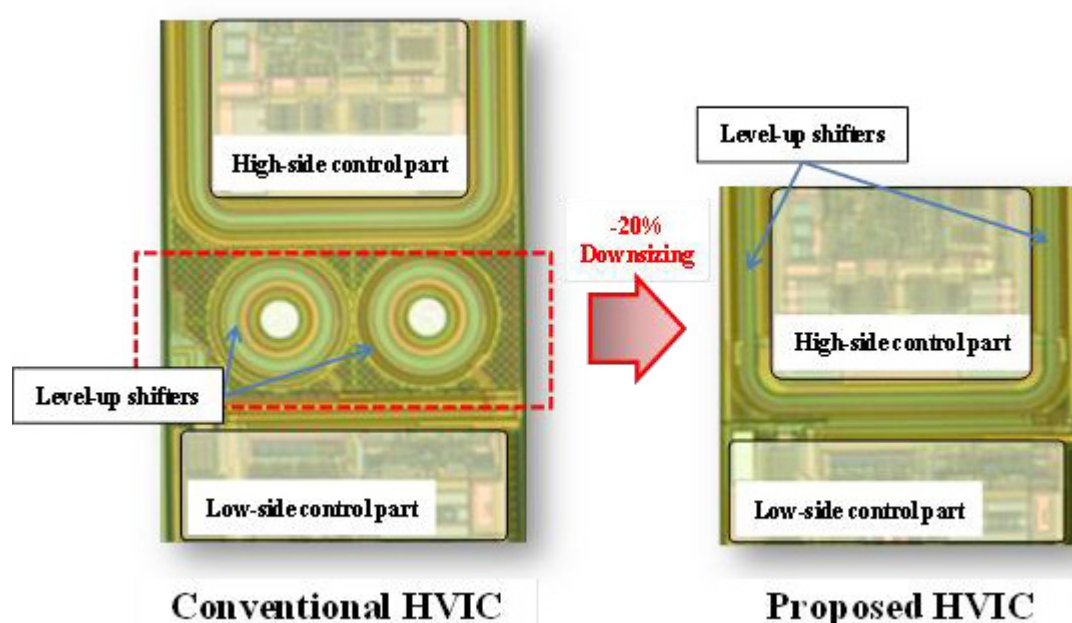 High-side control part
Level-up shifters
Low-side control part
Conventional HVIC
-20%
Downsizing
Level-up shifters
High-side control part
Low-side control part
Proposed HVIC